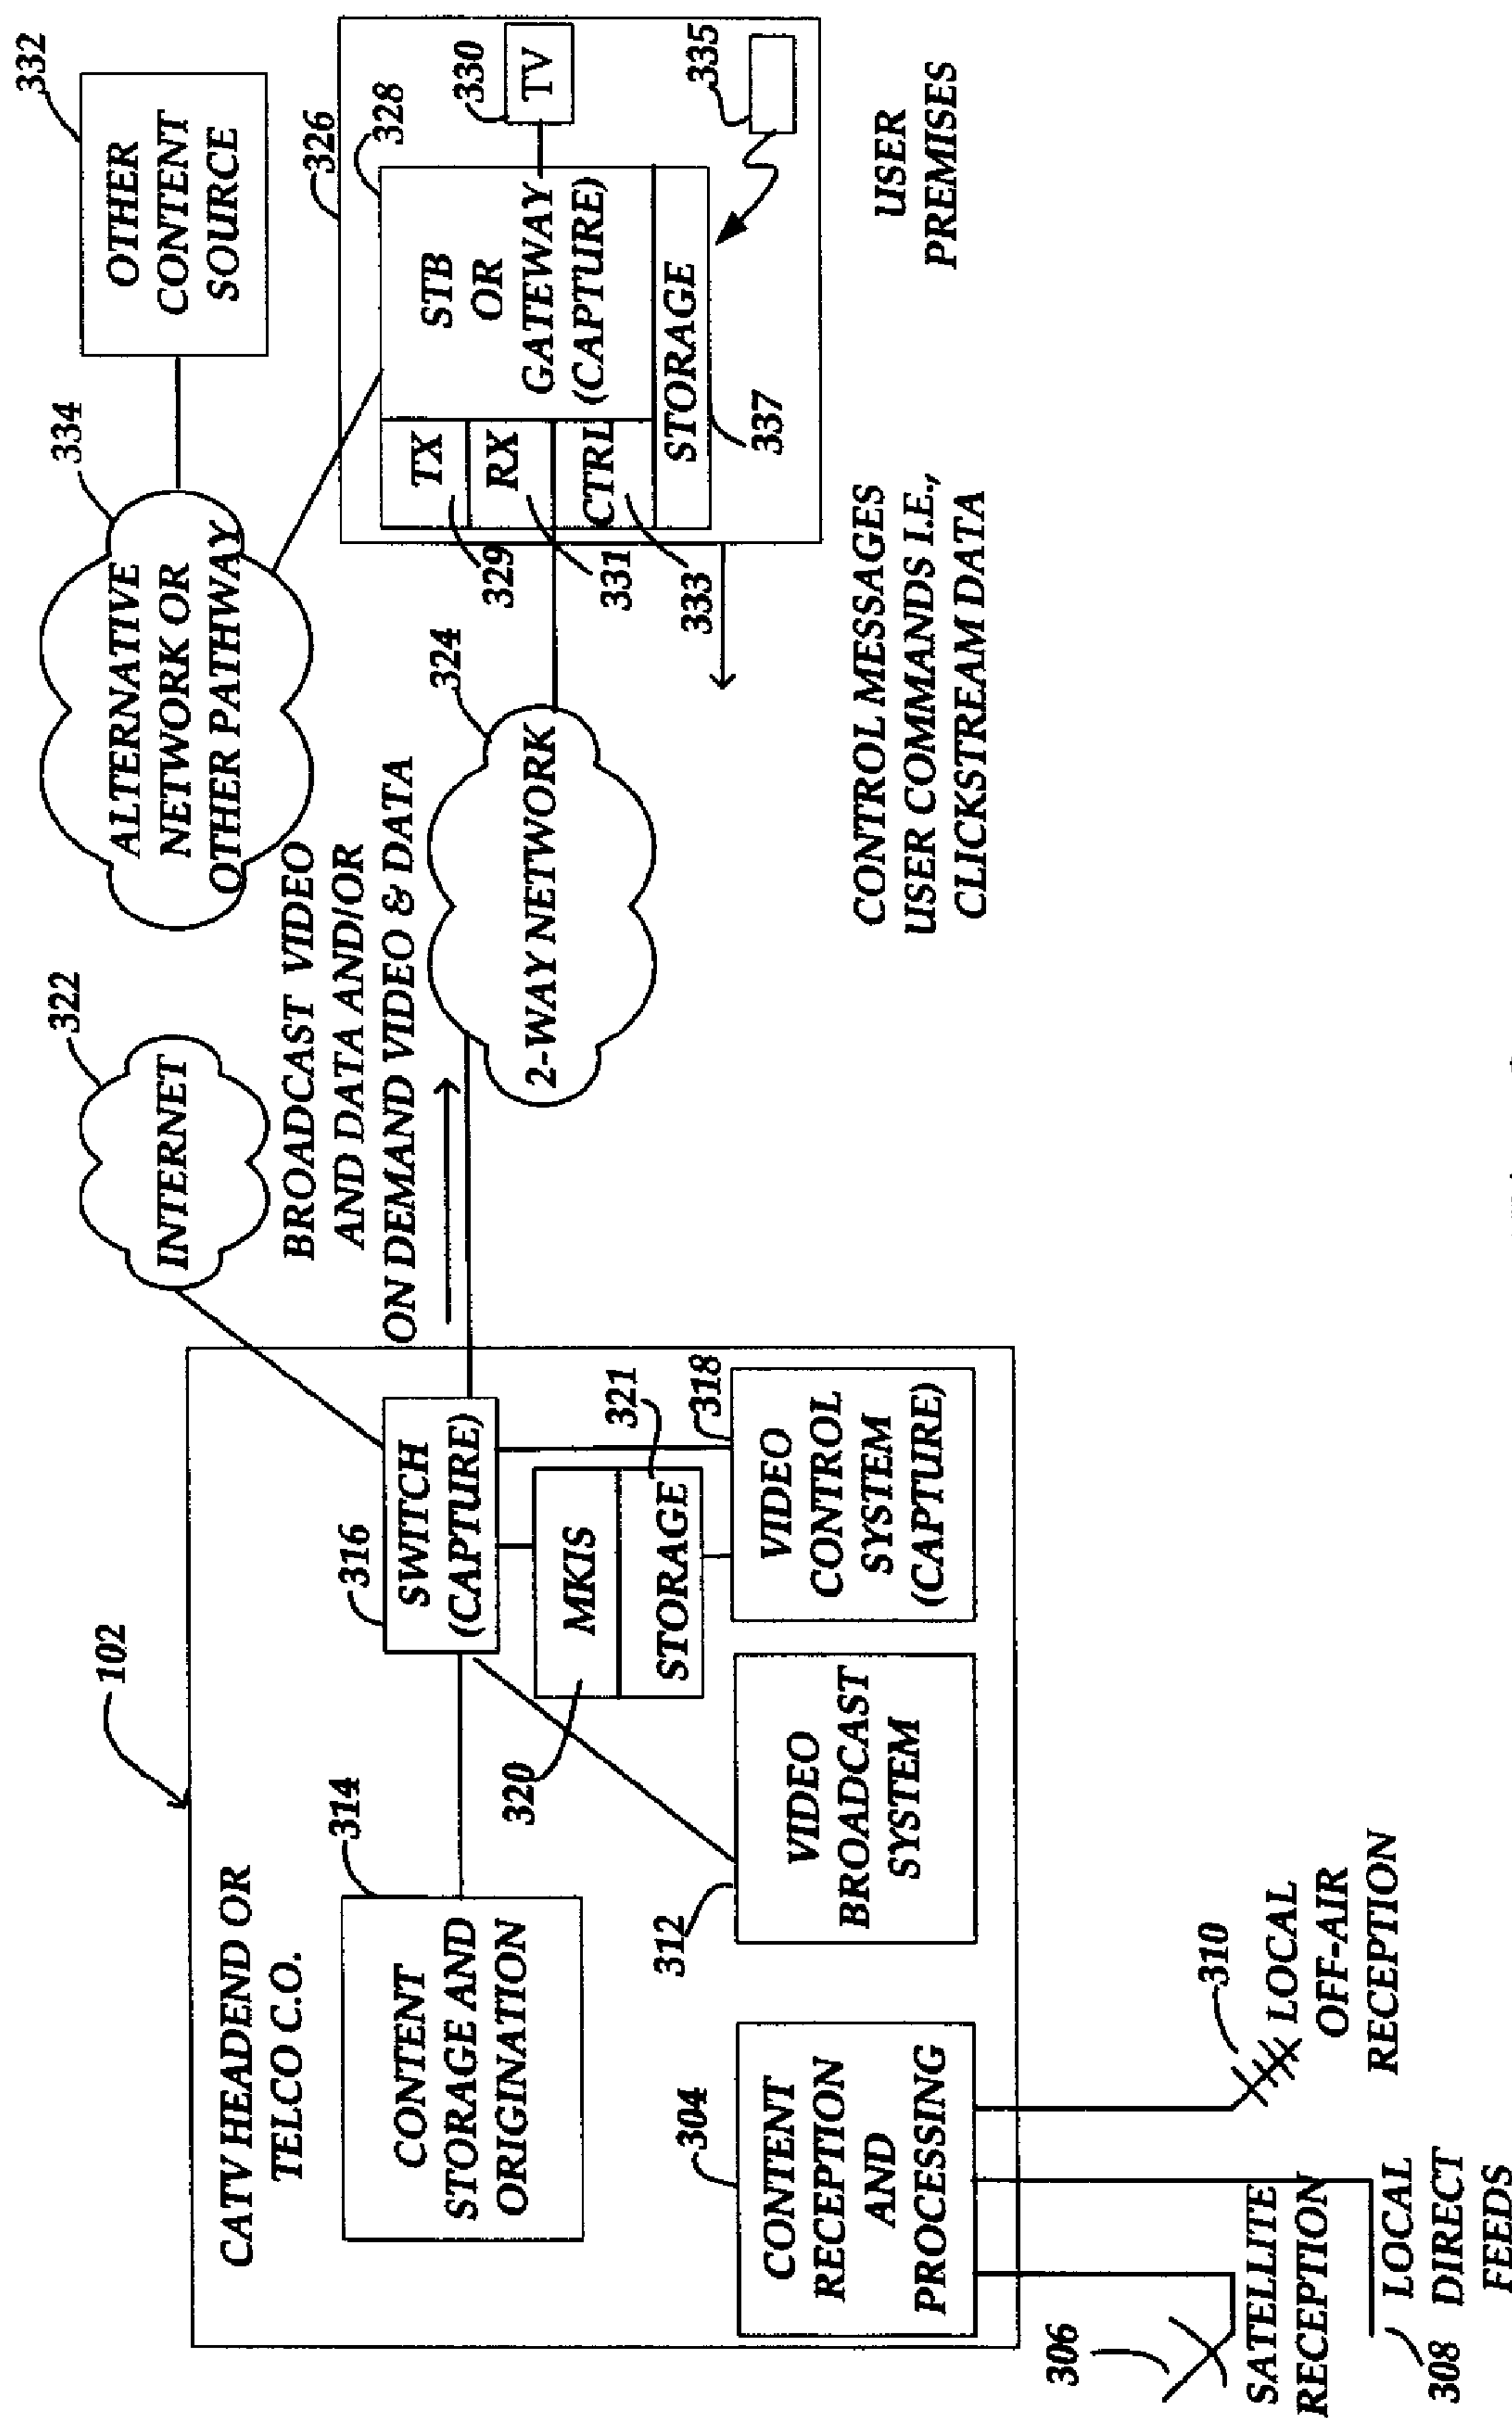 CATV HEADEND OR
TELCO C.O.
102
CONTENT
STORAGE AND
ORIGINATION
314
SWITCH
(CAPTURE)
316
MKIS
STORAGE
320
321
VIDEO
CONTROL
SYSTEM
(CAPTURE)
318
VIDEO
BROADCAST
SYSTEM
312
CONTENT
RECEPTION
AND
PROCESSING
304
306
SATELLITE
RECEPTION
308
LOCAL
DIRECT
FEEDS
310
LOCAL
OFF-AIR
RECEPTION
INTERNET
322
BROADCAST VIDEO
AND DATA AND/OR
ON DEMAND VIDEO & DATA
2-WAY NETWORK
324
ALTERNATIVE
NETWORK OR
OTHER PATHWAY
334
OTHER
CONTENT
SOURCE
332
326
328
STB
OR
GATEWAY
(CAPTURE)
TX
RX
CTRL
STORAGE
329
331
333
337
TV
330
335
USER
PREMISES
CONTROL MESSAGES
USER COMMANDS I.E.,
CLICKSTREAM DATA